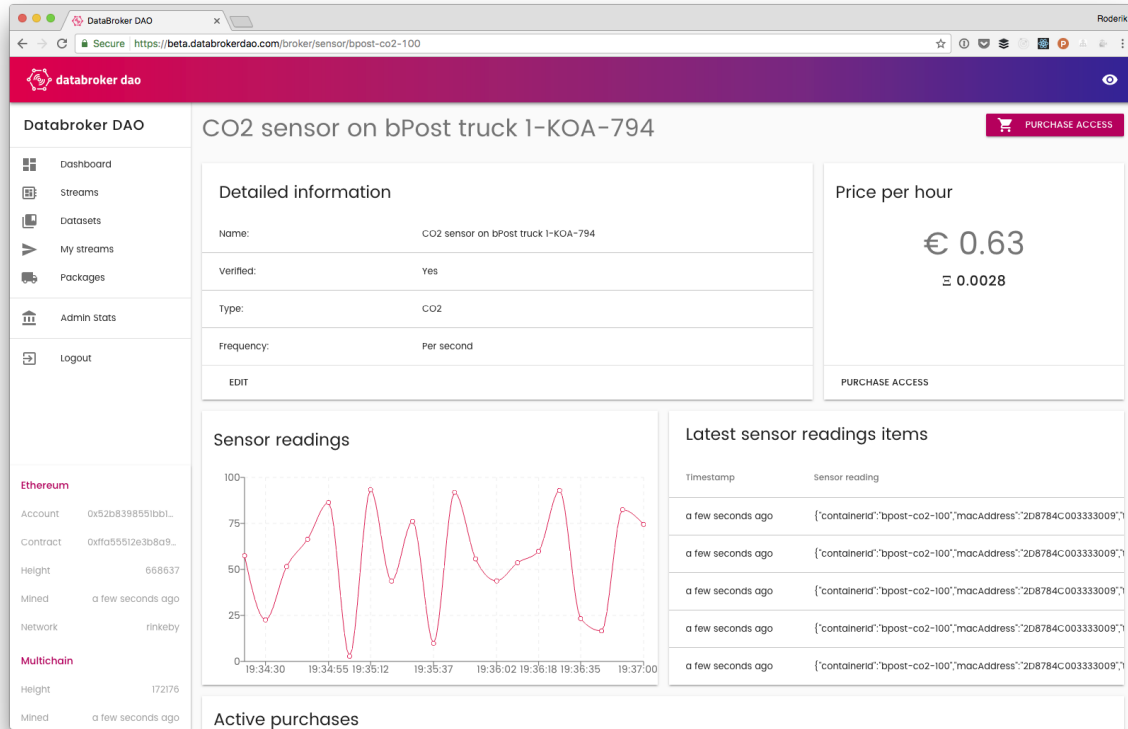 DataBroker DAO
Roderik
Secure https://beta.databrokerdao.com/broker/sensor/bpost-co2-100
databroker dao
Databroker DAO
Dashboard
Streams
Datasets
My streams
Packages
Admin Stats
Logout
Ethereum
Account 0x52b8398551bb1...
Contract 0xffa55512e3b8a9...
Height 668637
Mined a few seconds ago
Network rinkeby
Multichain
Height 172176
Mined a few seconds ago
CO2 sensor on bPost truck 1-KOA-794
PURCHASE ACCESS
Detailed information
Name: CO2 sensor on bPost truck 1-KOA-794
Verified: Yes
Type: CO2
Frequency: Per second
EDIT
Price per hour
€ 0.63
Ξ 0.0028
PURCHASE ACCESS
Sensor readings
100
75
50
25
0
19:34:30 19:34:55 19:35:12 19:35:37 19:36:02 19:36:18 19:36:35 19:37:00
Latest sensor readings items
Timestamp Sensor reading
a few seconds ago {"containerId":"bpost-co2-100","macAddress":"2D8784C003333009","
a few seconds ago {"containerId":"bpost-co2-100","macAddress":"2D8784C003333009","
a few seconds ago {"containerId":"bpost-co2-100","macAddress":"2D8784C003333009","
a few seconds ago {"containerId":"bpost-co2-100","macAddress":"2D8784C003333009","
a few seconds ago {"containerId":"bpost-co2-100","macAddress":"2D8784C003333009","
Active purchases